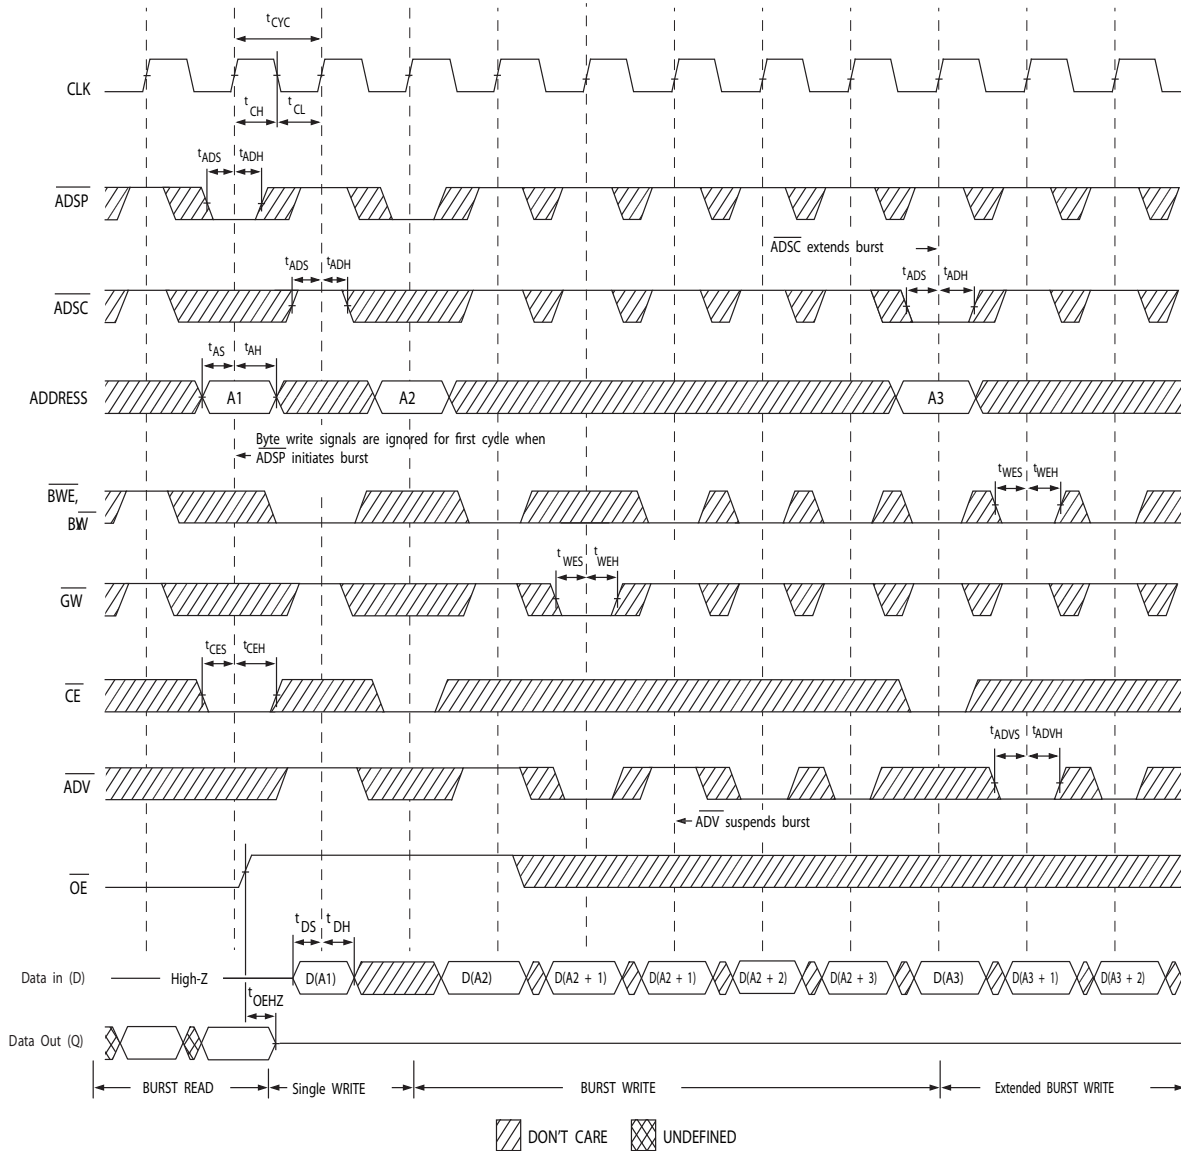 tCYC
CLK
tCH
tCL
tADS
tADH
ADSP
ADSC extends burst
tADS
tADH
tADS
tADH
ADSC
tAS
tAH
ADDRESS
A1
A2
A3
Byte write signals are ignored for first cycle when
ADSP initiates burst
tWES
tWEH
BWE,
BWX
tWES
tWEH
GW
tCES
tCEH
CE
tADVS
tADVH
ADV
ADV suspends burst
OE
tDS
tDH
Data in (D)
High-Z
D(A1)
D(A2)
D(A2 + 1)
D(A2 + 1)
D(A2 + 2)
D(A2 + 3)
D(A3)
D(A3 + 1)
D(A3 + 2)
tOEHZ
Data Out (Q)
BURST READ
Single WRITE
BURST WRITE
Extended BURST WRITE
DON'T CARE
UNDEFINED